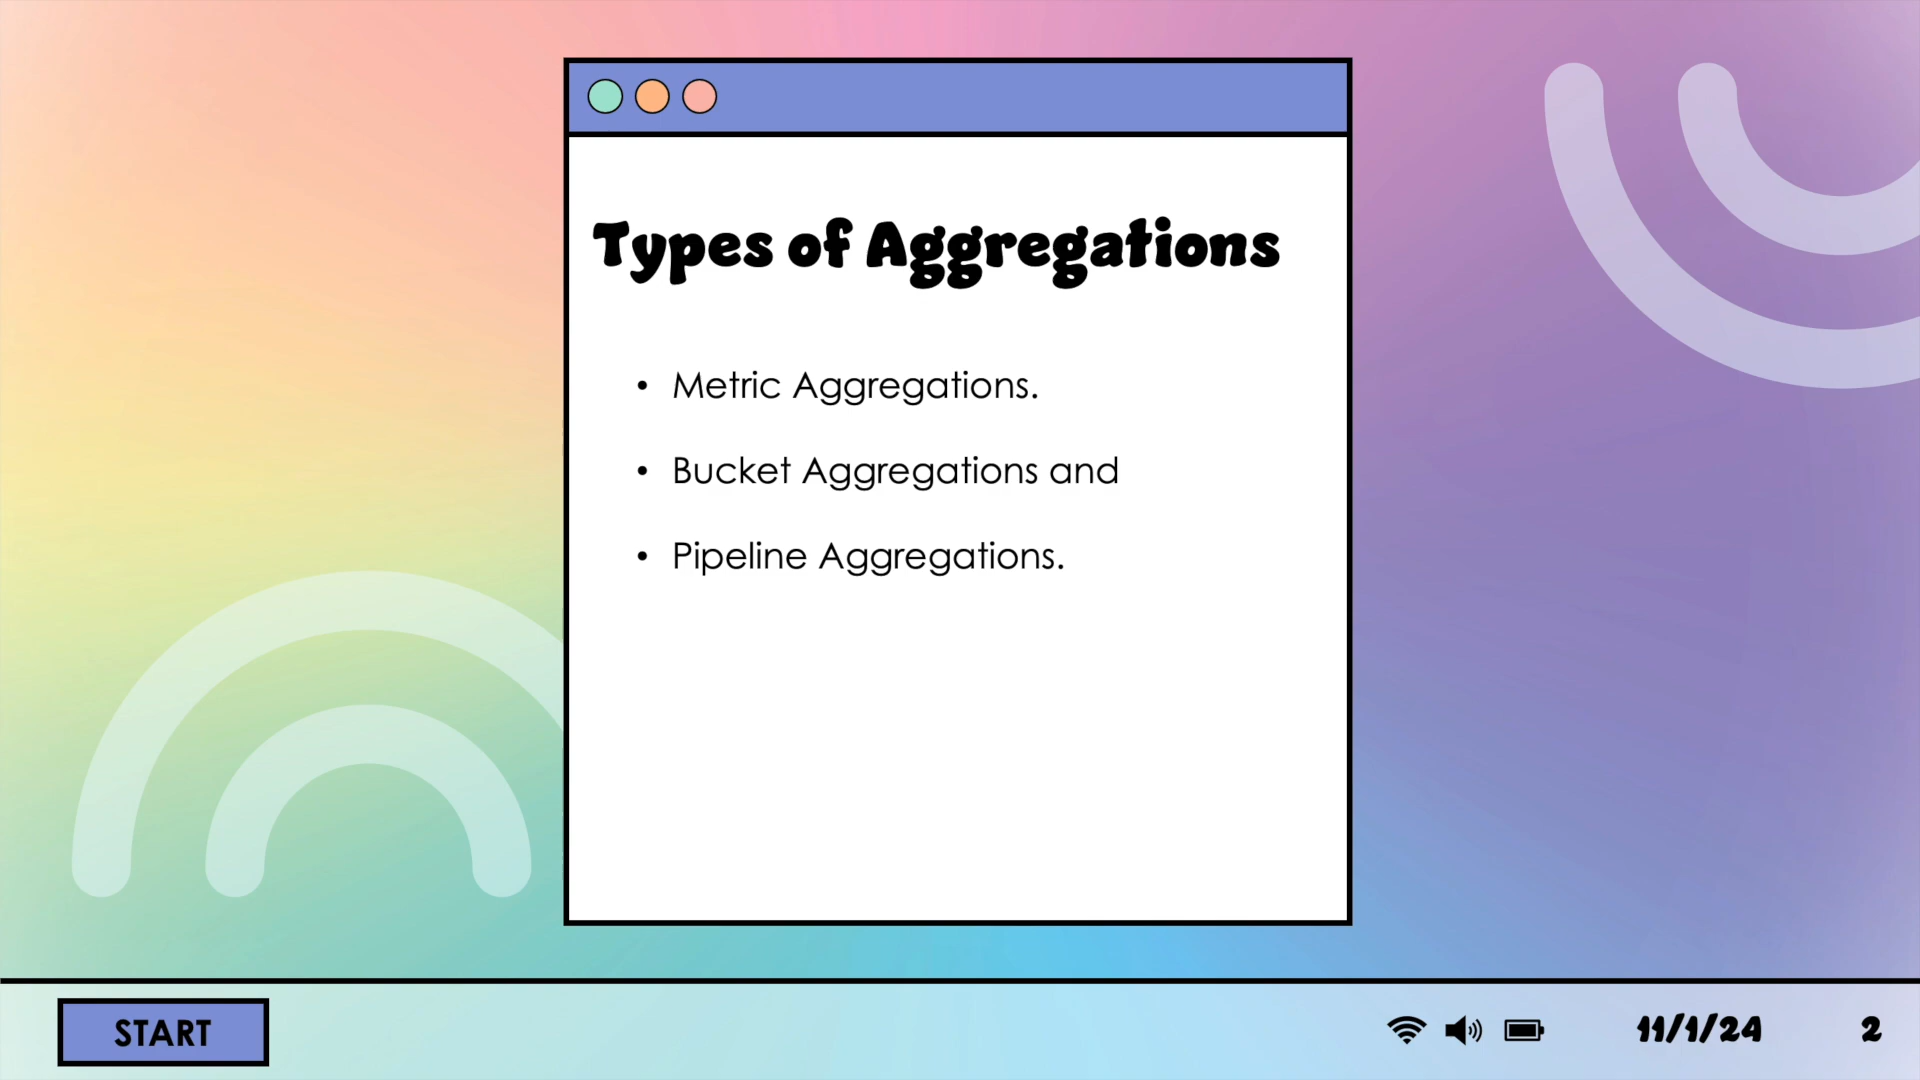 Types of Aggregations
• Metric Aggregations.
• Bucket Aggregations and
• Pipeline Aggregations.
START
11/1/24
2